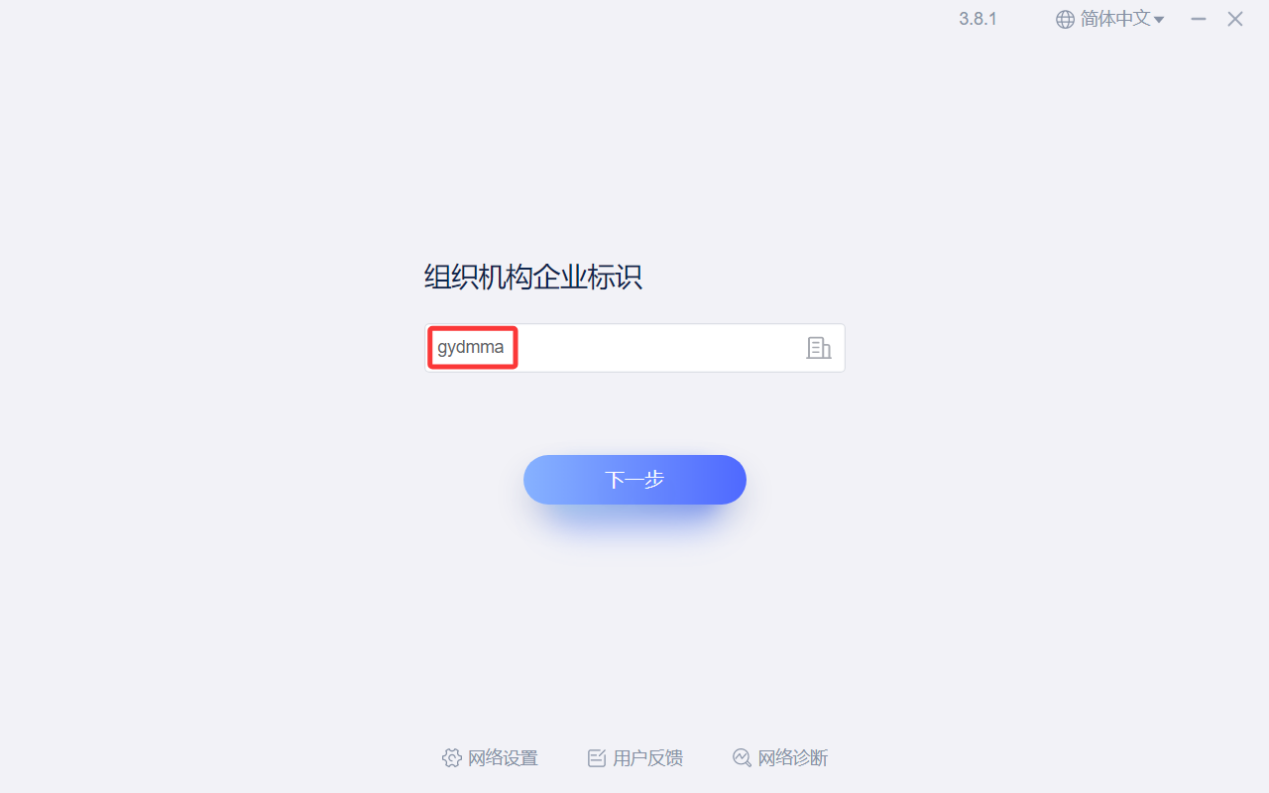 3.8.1 简体中文
组织机构企业标识
gydmma
下一步
网络设置 用户反馈 网络诊断